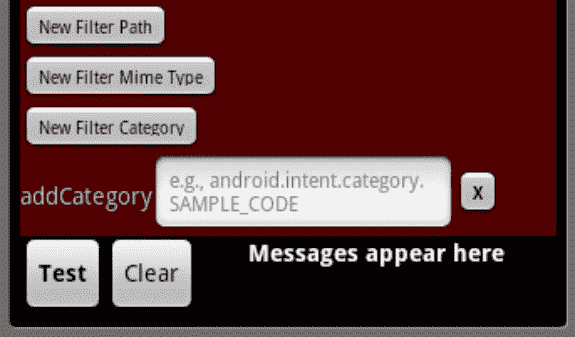 New Filter Path
New Filter Mime Type
New Filter Category
addCategory
e.g., android.intent.category.
SAMPLE_CODE
X
Test
Clear
Messages appear here